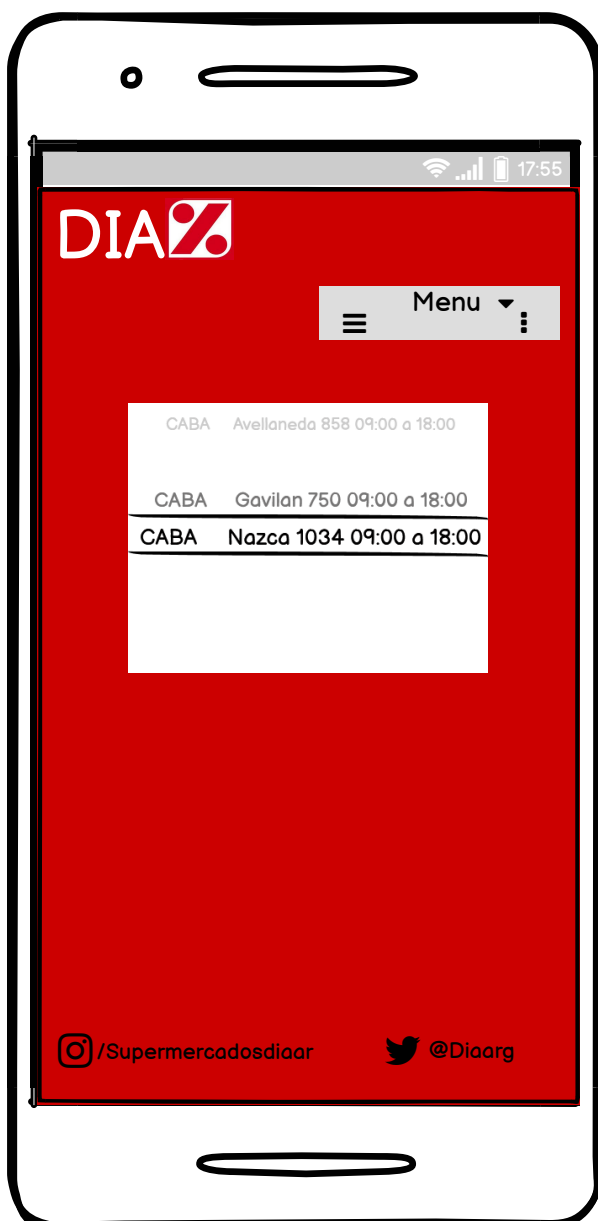 17:55
DIA%
Menu
CABA Avellaneda 858 09:00 a 18:00
CABA Gavilan 750 09:00 a 18:00
CABA Nazca 1034 09:00 a 18:00
/Supermercadosdiaar @Diaarg